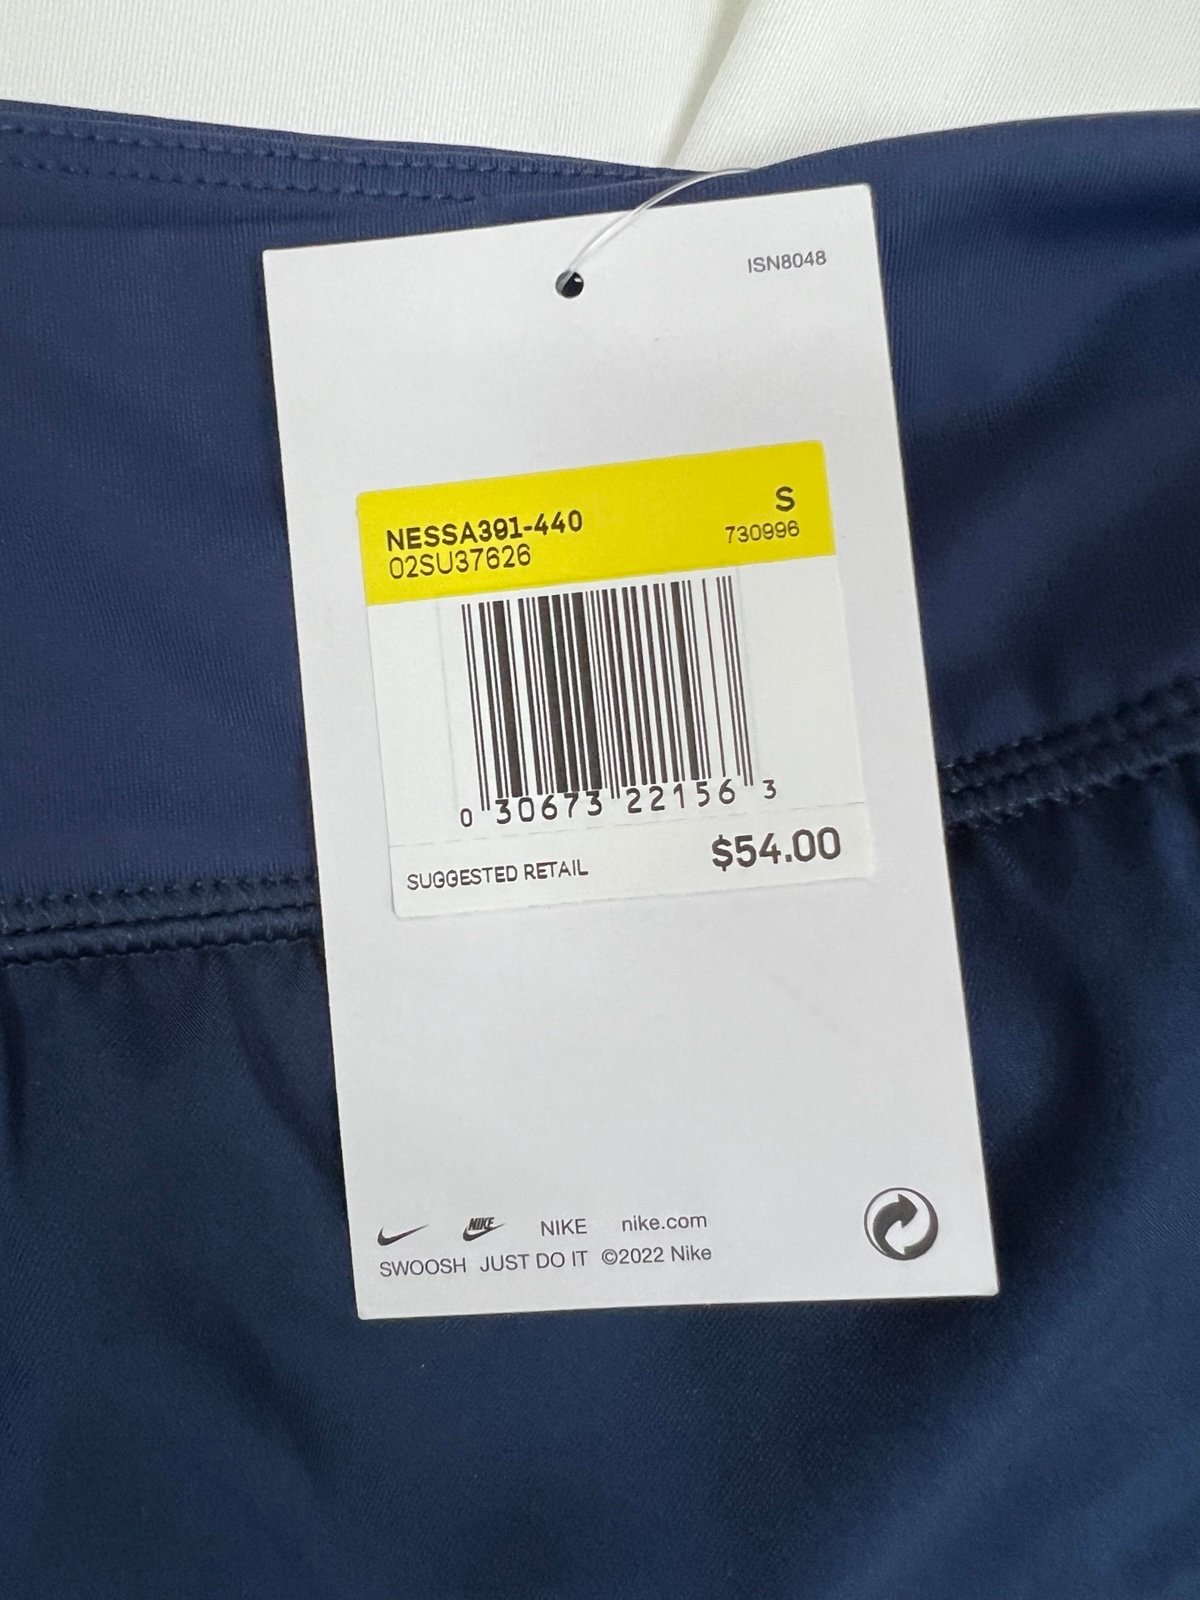 ISN8048
NESSA391-440 S
02SU37626 730996
0 30673 22156 3
SUGGESTED RETAIL $54.00
NIKE NIKE nike.com
SWOOSH JUST DO IT ©2022 Nike